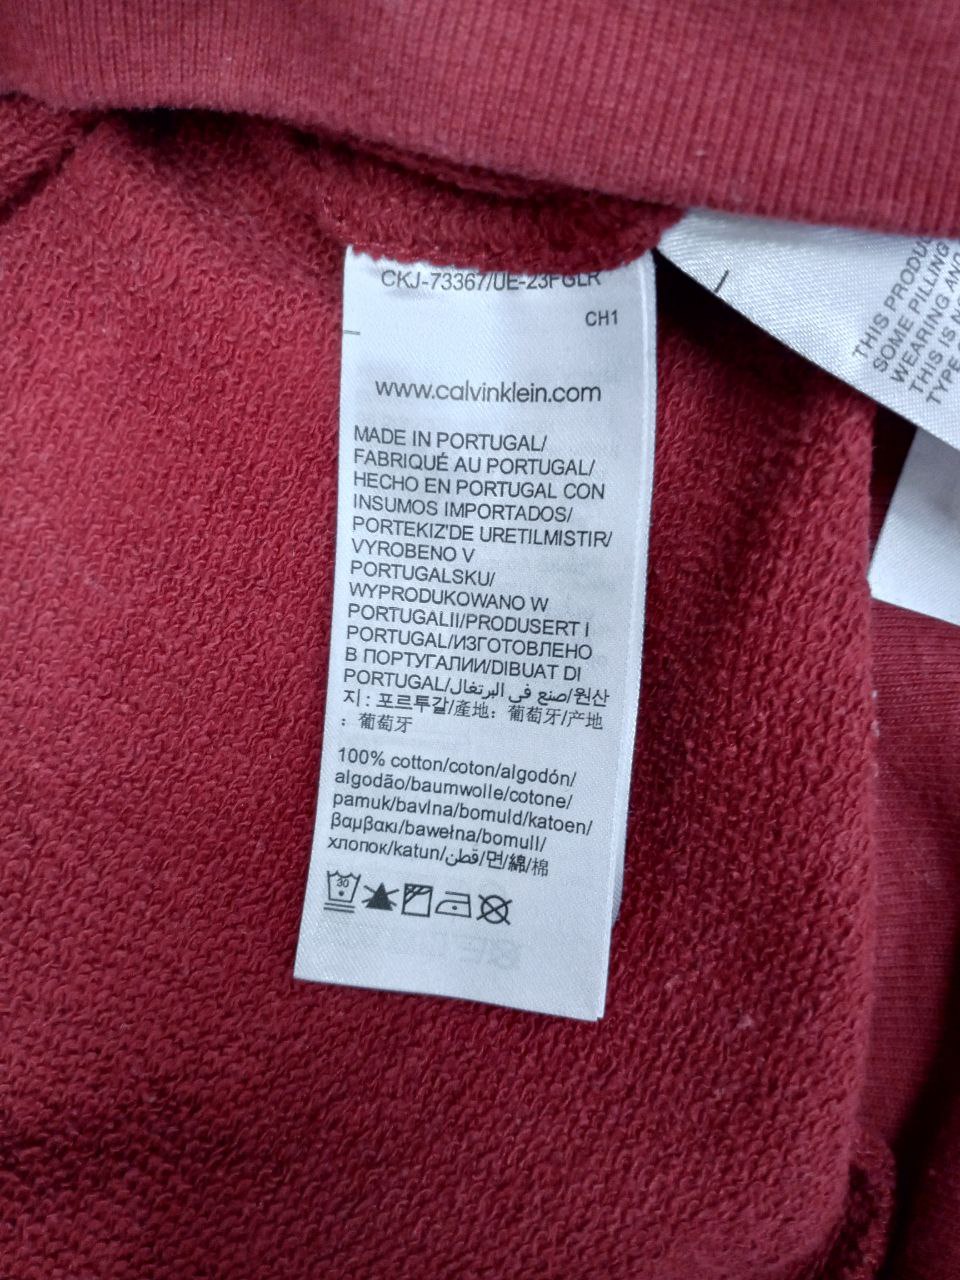 CKJ-73367/UE-23FGLR
CH1
www.calvinklein.com
MADE IN PORTUGAL/
FABRIQUÉ AU PORTUGAL/
HECHO EN PORTUGAL CON
INSUMOS IMPORTADOS/
PORTEKIZ'DE URETILMISTIR/
VYROBENO V
PORTUGALSKU/
WYPRODUKOWANO W
PORTUGALII/PRODUSERT I
PORTUGAL/ИЗГОТОВЛЕНО
В ПОРТУГАЛИИ/DIBUAT DI
PORTUGAL/صنع في البرتغال/원산
지 : 포르투갈/產地: 葡萄牙/产地
: 葡萄牙
100% cotton/coton/algodón/
algodão/baumwolle/cotone/
pamuk/bavlna/bomuld/katoen/
βαμβακι/bawełna/bomull/
хлопок/katun/قطن/면/綿/棉
30
THIS PRODU
SOME PILLING
WEARING AN
THIS IS N
TYPE